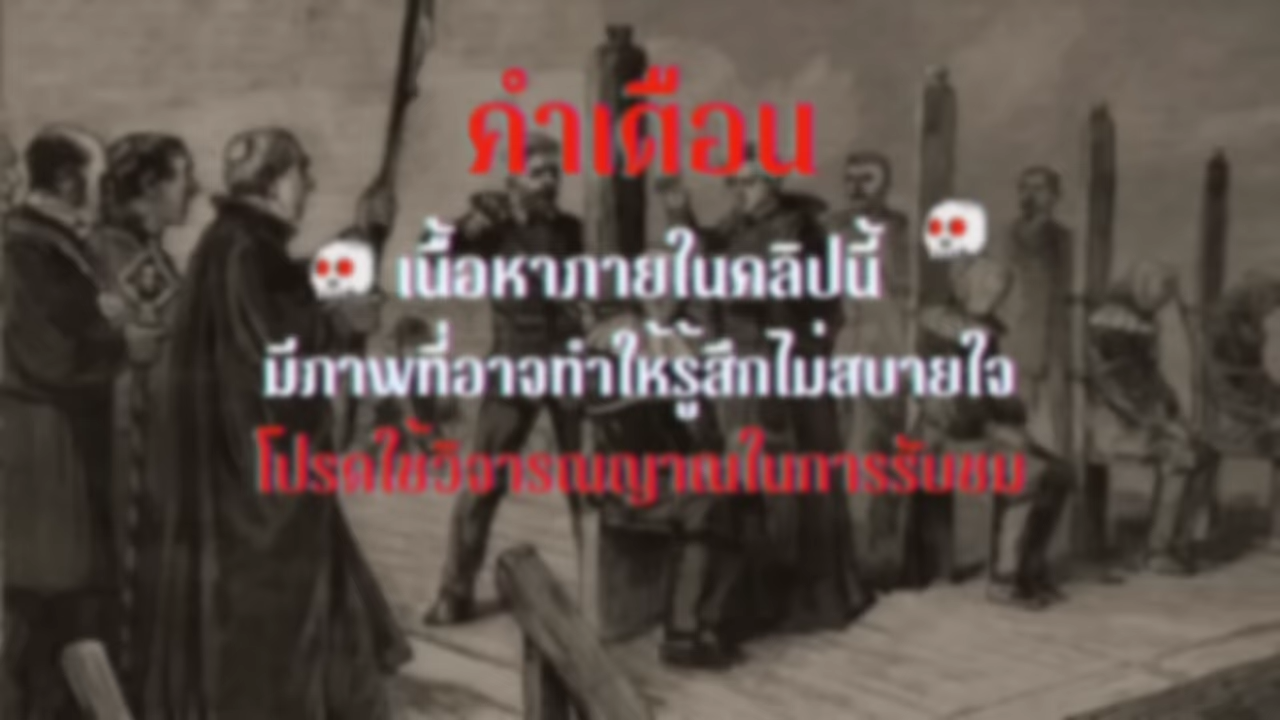 คำเตือน
เนื้อหาภายในคลิปนี้
มีภาพที่อาจทำให้รู้สึกไม่สบายใจ
โปรดใช้วิจารณญาณในการรับชม